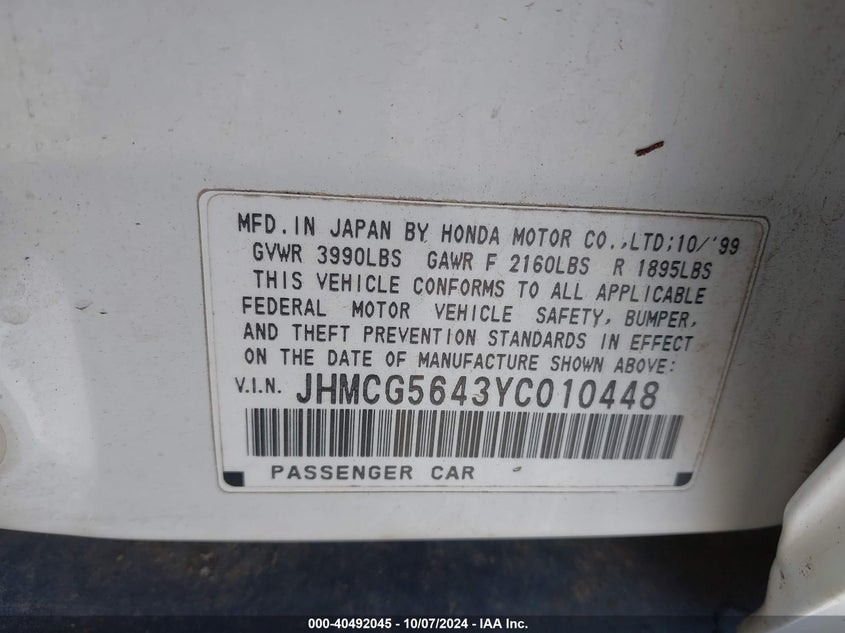 MFD. IN JAPAN BY HONDA MOTOR CO.,LTD;10/'99
GVWR 3990LBS GAWR F 2160LBS R 1895LBS
THIS VEHICLE CONFORMS TO ALL APPLICABLE
FEDERAL MOTOR VEHICLE SAFETY, BUMPER,
AND THEFT PREVENTION STANDARDS IN EFFECT
ON THE DATE OF MANUFACTURE SHOWN ABOVE:
V.I.N. JHMCG5643YC010448
PASSENGER CAR
000-40492045 - 10/07/2024 - IAA Inc.